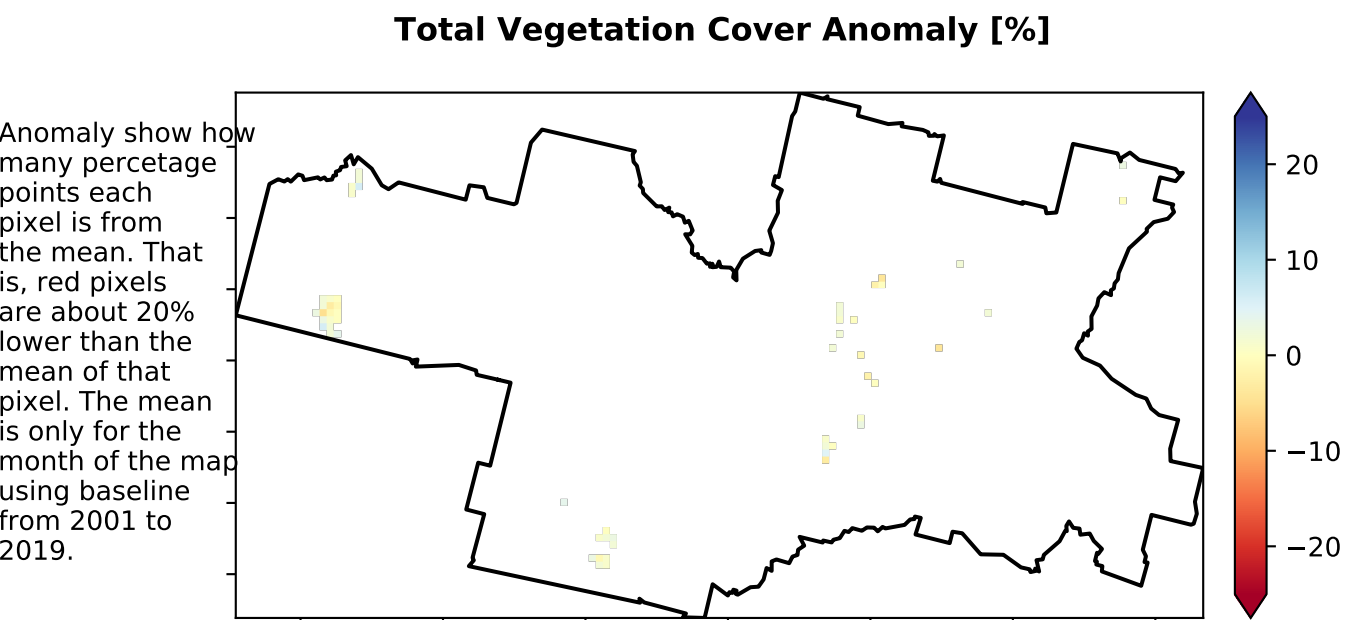 Total Vegetation Cover Anomaly [%]
Anomaly show how
many percetage
points each
pixel is from
the mean. That
is, red pixels
are about 20%
lower than the
mean of that
pixel. The mean
is only for the
month of the map
using baseline
from 2001 to
2019.
20
10
0
−10
−20